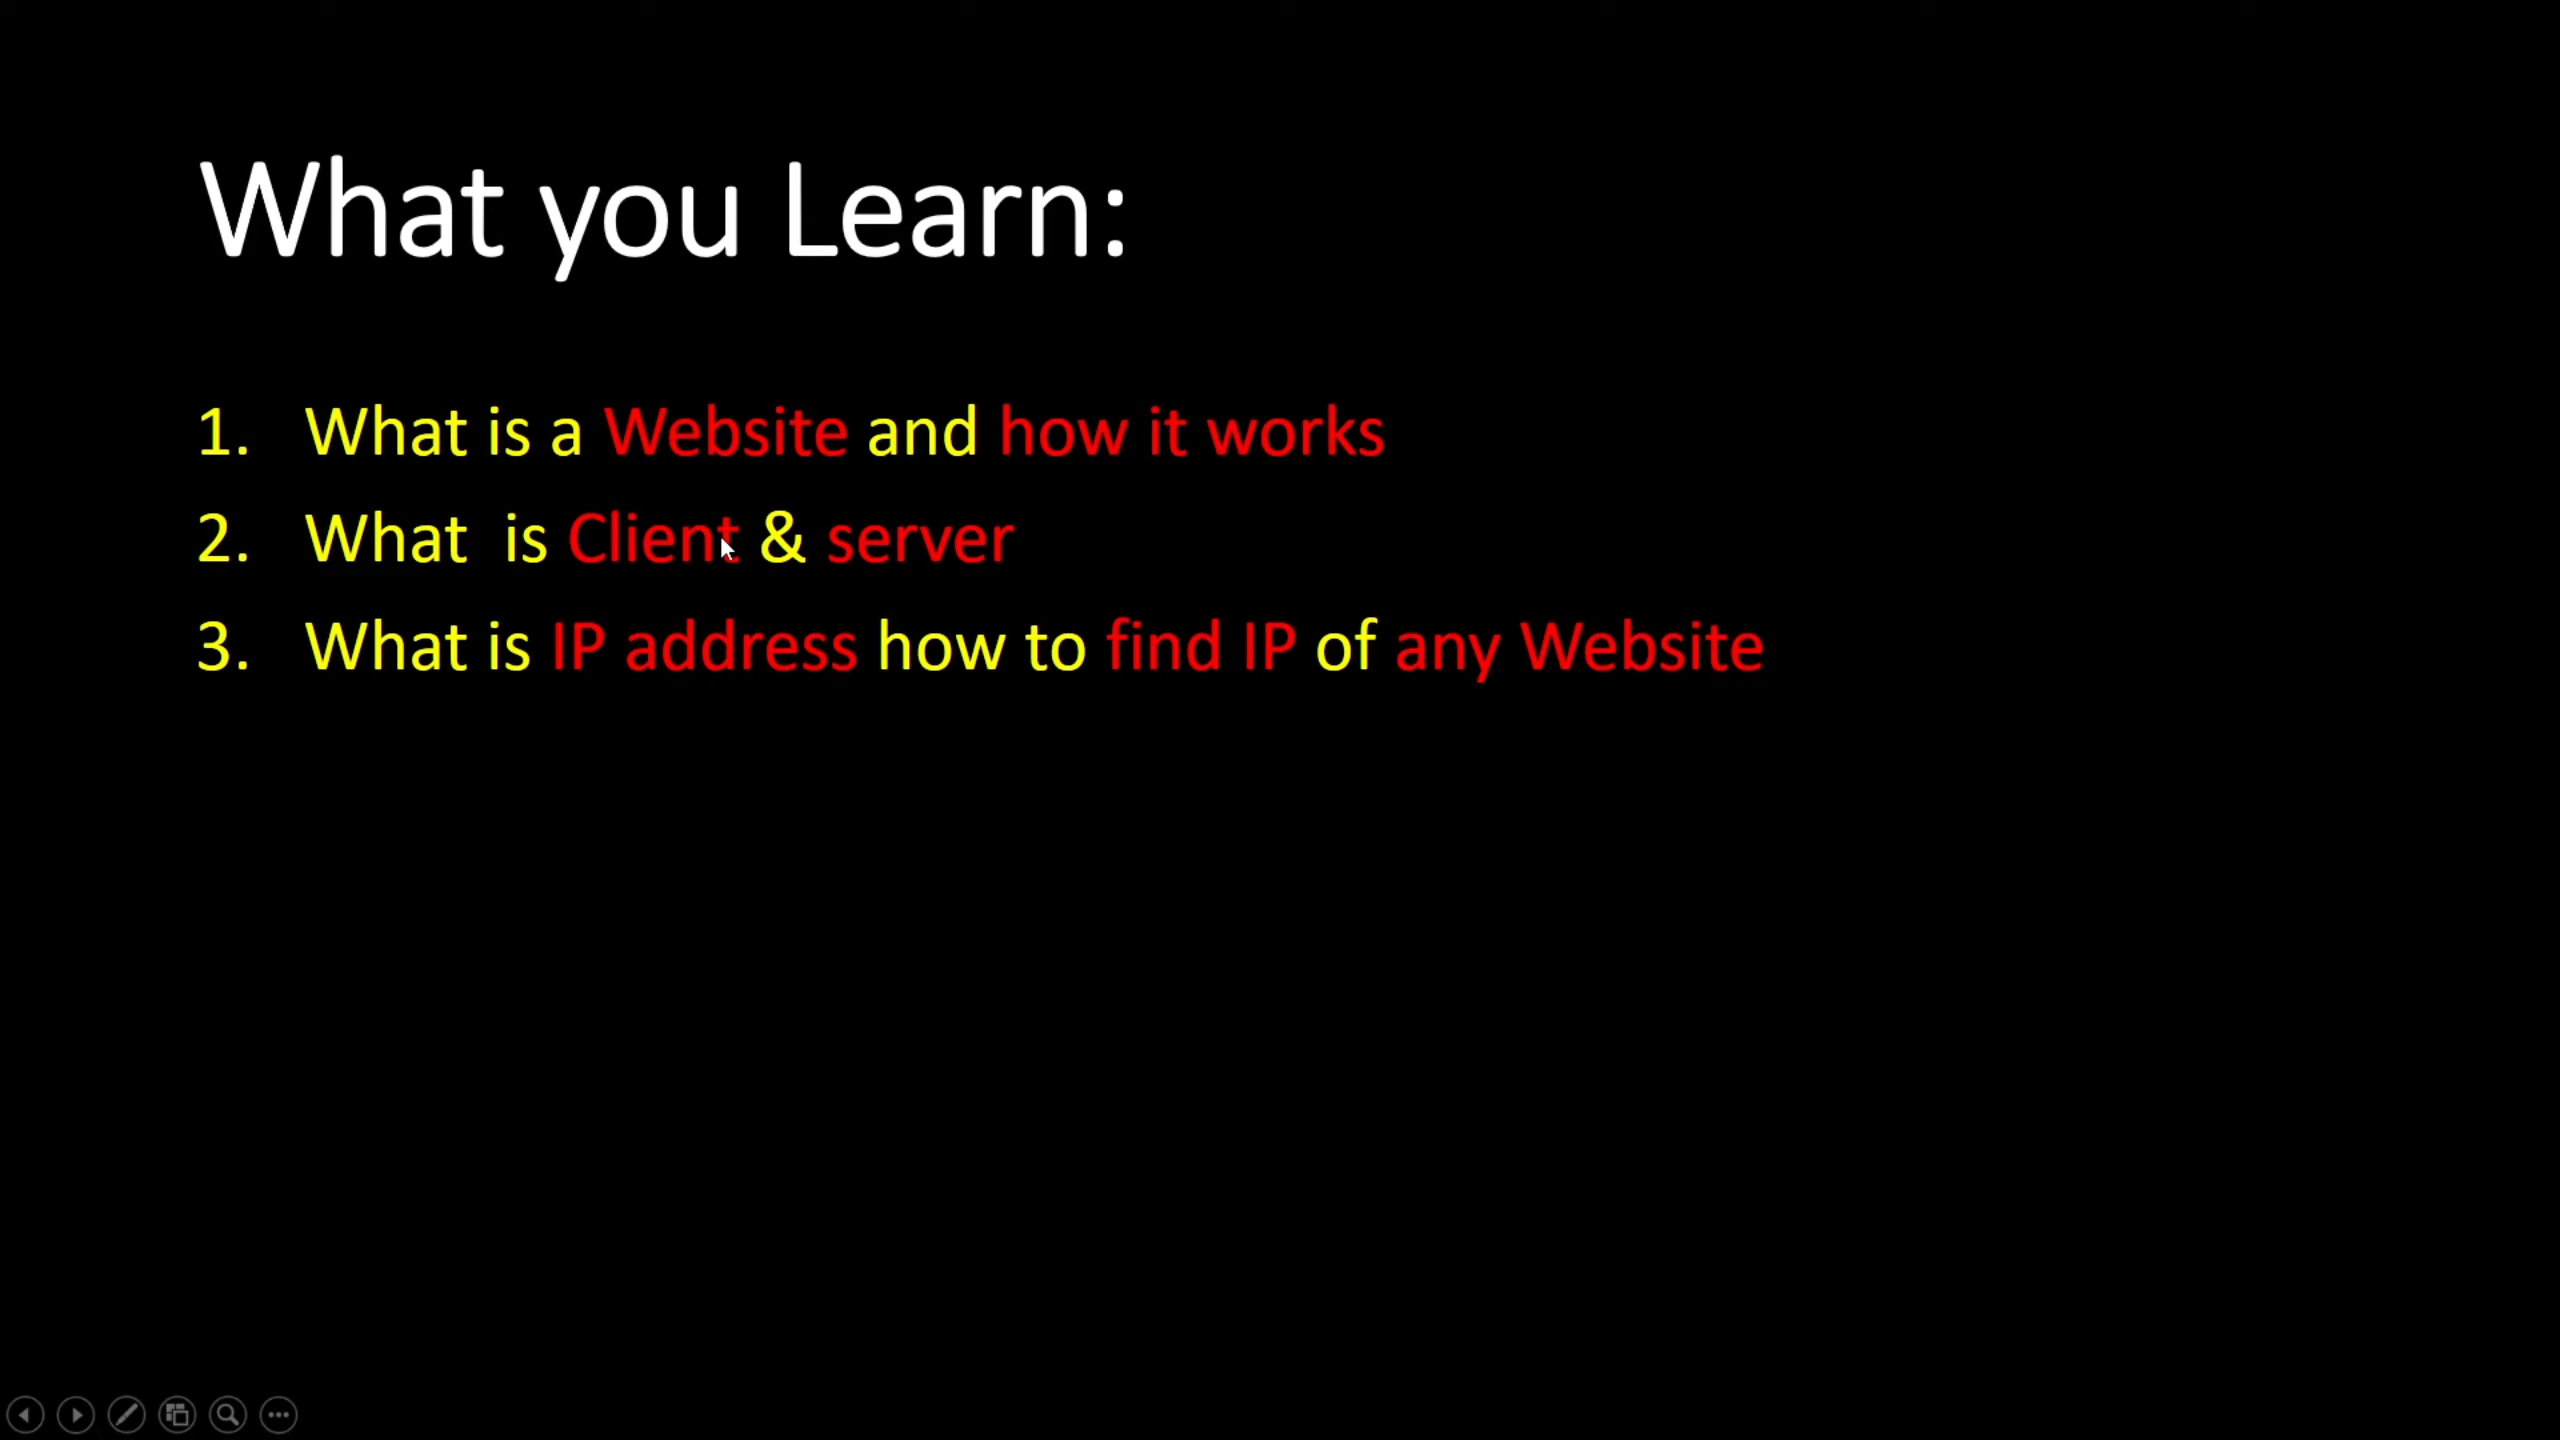 What you Learn:
1. What is a Website and how it works
2. What  is Client & server
3. What is IP address how to find IP of any Website